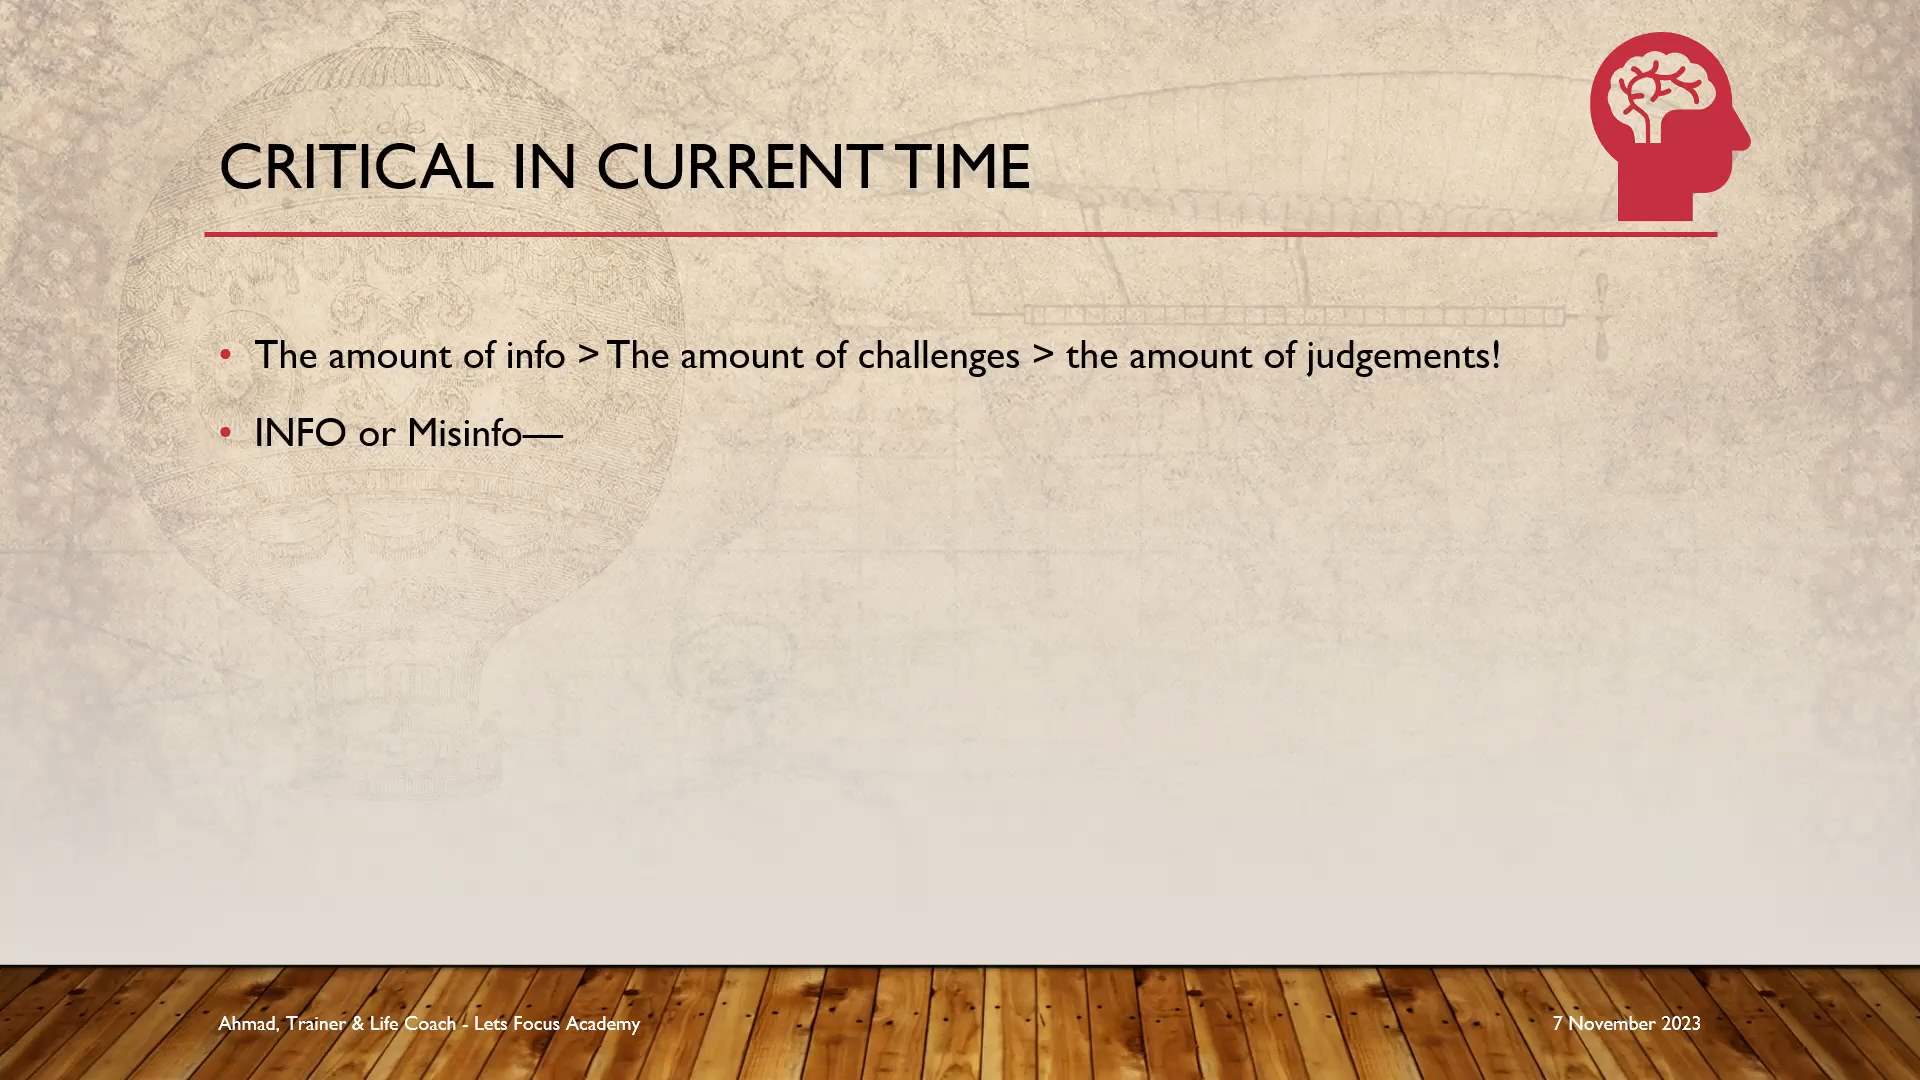 CRITICAL IN CURRENT TIME
• The amount of info > The amount of challenges > the amount of judgements!
• INFO or Misinfo—
Ahmad, Trainer & Life Coach - Lets Focus Academy
7 November 2023